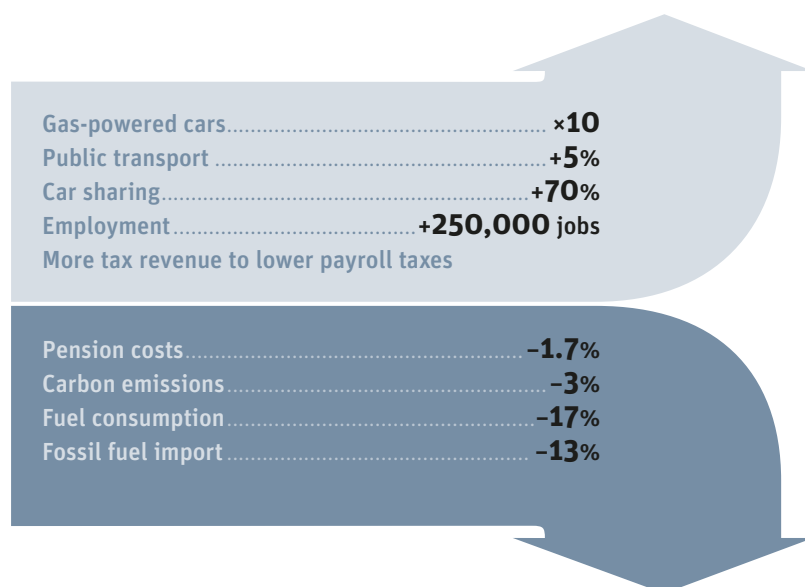 Gas-powered cars ×10
Public transport +5%
Car sharing +70%
Employment +250,000 jobs
More tax revenue to lower payroll taxes
Pension costs –1.7%
Carbon emissions –3%
Fuel consumption –17%
Fossil fuel import –13%